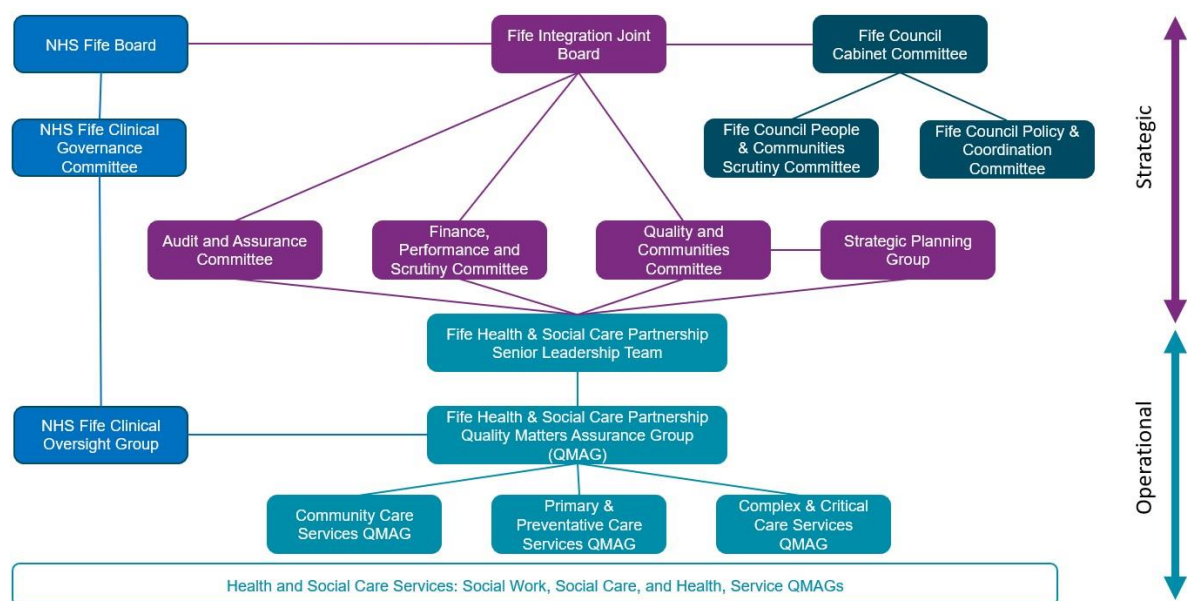 NHS Fife Board
Fife Integration Joint
Board
Fife Council
Cabinet Committee
NHS Fife Clinical
Governance
Committee
Fife Council People
& Communities
Scrutiny Committee
Fife Council Policy &
Coordination
Committee
Strategic
Audit and Assurance
Committee
Finance,
Performance and
Scrutiny Committee
Quality and
Communities
Committee
Strategic Planning
Group
Fife Health & Social Care Partnership
Senior Leadership Team
NHS Fife Clinical
Oversight Group
Fife Health & Social Care Partnership
Quality Matters Assurance Group
(QMAG)
Operational
Community Care
Services QMAG
Primary &
Preventative Care
Services QMAG
Complex & Critical
Care Services
QMAG
Health and Social Care Services: Social Work, Social Care, and Health, Service QMAGs